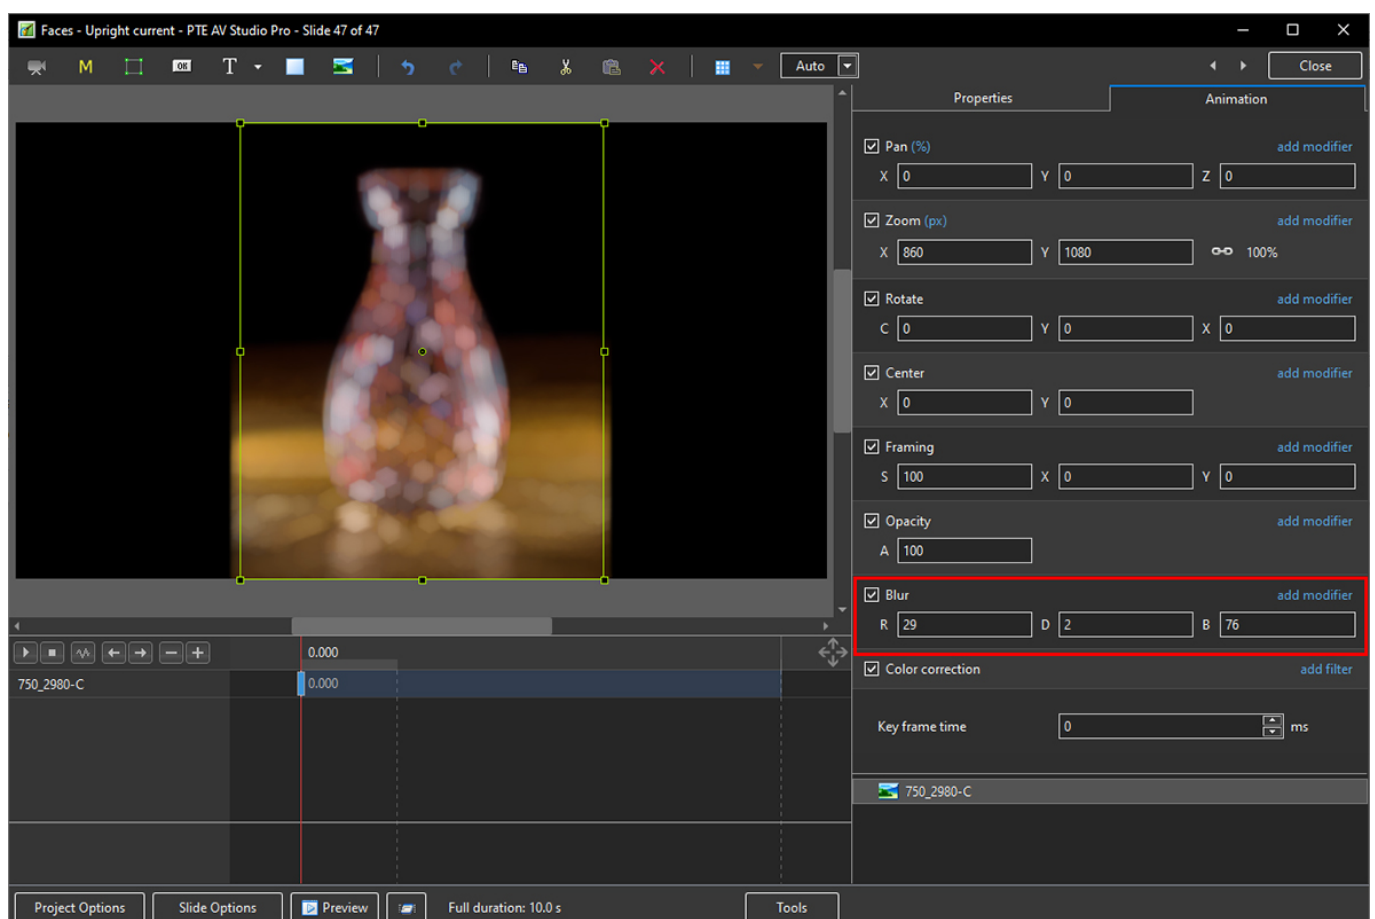 Faces - Upright current - PTE AV Studio Pro - Slide 47 of 47
M OK T Auto Close
Properties Animation
Pan (%) add modifier
X 0 Y 0 Z 0
Zoom (px) add modifier
X 860 Y 1080 100%
Rotate add modifier
C 0 Y 0 X 0
Center add modifier
X 0 Y 0
Framing add modifier
S 100 X 0 Y 0
Opacity add modifier
A 100
Blur add modifier
R 29 D 2 B 76
Color correction add filter
Key frame time 0 ms
750_2980-C
0.000
750_2980-C 0.000
Project Options Slide Options Preview Full duration: 10.0 s Tools